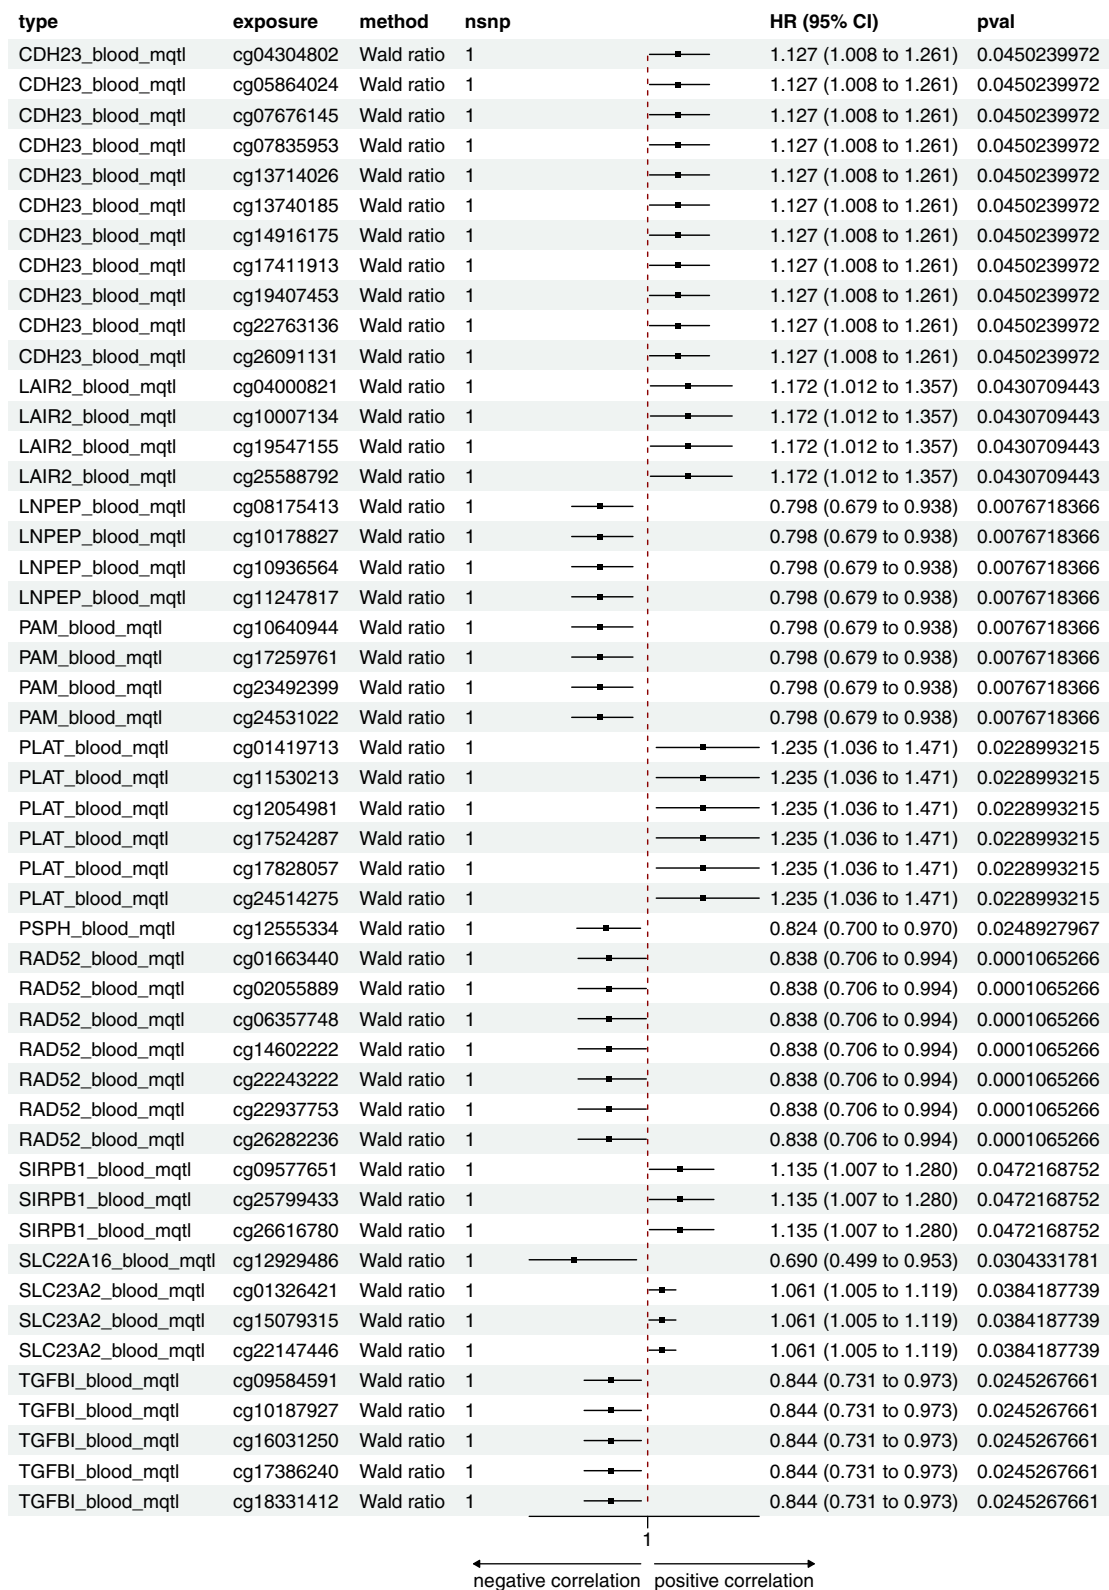 type exposure method nsnp HR (95% CI) pval
CDH23_blood_mqtl cg04304802 Wald ratio 1 1.127 (1.008 to 1.261) 0.0450239972
CDH23_blood_mqtl cg05864024 Wald ratio 1 1.127 (1.008 to 1.261) 0.0450239972
CDH23_blood_mqtl cg07676145 Wald ratio 1 1.127 (1.008 to 1.261) 0.0450239972
CDH23_blood_mqtl cg07835953 Wald ratio 1 1.127 (1.008 to 1.261) 0.0450239972
CDH23_blood_mqtl cg13714026 Wald ratio 1 1.127 (1.008 to 1.261) 0.0450239972
CDH23_blood_mqtl cg13740185 Wald ratio 1 1.127 (1.008 to 1.261) 0.0450239972
CDH23_blood_mqtl cg14916175 Wald ratio 1 1.127 (1.008 to 1.261) 0.0450239972
CDH23_blood_mqtl cg17411913 Wald ratio 1 1.127 (1.008 to 1.261) 0.0450239972
CDH23_blood_mqtl cg19407453 Wald ratio 1 1.127 (1.008 to 1.261) 0.0450239972
CDH23_blood_mqtl cg22763136 Wald ratio 1 1.127 (1.008 to 1.261) 0.0450239972
CDH23_blood_mqtl cg26091131 Wald ratio 1 1.127 (1.008 to 1.261) 0.0450239972
LAIR2_blood_mqtl cg04000821 Wald ratio 1 1.172 (1.012 to 1.357) 0.0430709443
LAIR2_blood_mqtl cg10007134 Wald ratio 1 1.172 (1.012 to 1.357) 0.0430709443
LAIR2_blood_mqtl cg19547155 Wald ratio 1 1.172 (1.012 to 1.357) 0.0430709443
LAIR2_blood_mqtl cg25588792 Wald ratio 1 1.172 (1.012 to 1.357) 0.0430709443
LNPEP_blood_mqtl cg08175413 Wald ratio 1 0.798 (0.679 to 0.938) 0.0076718366
LNPEP_blood_mqtl cg10178827 Wald ratio 1 0.798 (0.679 to 0.938) 0.0076718366
LNPEP_blood_mqtl cg10936564 Wald ratio 1 0.798 (0.679 to 0.938) 0.0076718366
LNPEP_blood_mqtl cg11247817 Wald ratio 1 0.798 (0.679 to 0.938) 0.0076718366
PAM_blood_mqtl cg10640944 Wald ratio 1 0.798 (0.679 to 0.938) 0.0076718366
PAM_blood_mqtl cg17259761 Wald ratio 1 0.798 (0.679 to 0.938) 0.0076718366
PAM_blood_mqtl cg23492399 Wald ratio 1 0.798 (0.679 to 0.938) 0.0076718366
PAM_blood_mqtl cg24531022 Wald ratio 1 0.798 (0.679 to 0.938) 0.0076718366
PLAT_blood_mqtl cg01419713 Wald ratio 1 1.235 (1.036 to 1.471) 0.0228993215
PLAT_blood_mqtl cg11530213 Wald ratio 1 1.235 (1.036 to 1.471) 0.0228993215
PLAT_blood_mqtl cg12054981 Wald ratio 1 1.235 (1.036 to 1.471) 0.0228993215
PLAT_blood_mqtl cg17524287 Wald ratio 1 1.235 (1.036 to 1.471) 0.0228993215
PLAT_blood_mqtl cg17828057 Wald ratio 1 1.235 (1.036 to 1.471) 0.0228993215
PLAT_blood_mqtl cg24514275 Wald ratio 1 1.235 (1.036 to 1.471) 0.0228993215
PSPH_blood_mqtl cg12555334 Wald ratio 1 0.824 (0.700 to 0.970) 0.0248927967
RAD52_blood_mqtl cg01663440 Wald ratio 1 0.838 (0.706 to 0.994) 0.0001065266
RAD52_blood_mqtl cg02055889 Wald ratio 1 0.838 (0.706 to 0.994) 0.0001065266
RAD52_blood_mqtl cg06357748 Wald ratio 1 0.838 (0.706 to 0.994) 0.0001065266
RAD52_blood_mqtl cg14602222 Wald ratio 1 0.838 (0.706 to 0.994) 0.0001065266
RAD52_blood_mqtl cg22243222 Wald ratio 1 0.838 (0.706 to 0.994) 0.0001065266
RAD52_blood_mqtl cg22937753 Wald ratio 1 0.838 (0.706 to 0.994) 0.0001065266
RAD52_blood_mqtl cg26282236 Wald ratio 1 0.838 (0.706 to 0.994) 0.0001065266
SIRPB1_blood_mqtl cg09577651 Wald ratio 1 1.135 (1.007 to 1.280) 0.0472168752
SIRPB1_blood_mqtl cg25799433 Wald ratio 1 1.135 (1.007 to 1.280) 0.0472168752
SIRPB1_blood_mqtl cg26616780 Wald ratio 1 1.135 (1.007 to 1.280) 0.0472168752
SLC22A16_blood_mqtl cg12929486 Wald ratio 1 0.690 (0.499 to 0.953) 0.0304331781
SLC23A2_blood_mqtl cg01326421 Wald ratio 1 1.061 (1.005 to 1.119) 0.0384187739
SLC23A2_blood_mqtl cg15079315 Wald ratio 1 1.061 (1.005 to 1.119) 0.0384187739
SLC23A2_blood_mqtl cg22147446 Wald ratio 1 1.061 (1.005 to 1.119) 0.0384187739
TGFBI_blood_mqtl cg09584591 Wald ratio 1 0.844 (0.731 to 0.973) 0.0245267661
TGFBI_blood_mqtl cg10187927 Wald ratio 1 0.844 (0.731 to 0.973) 0.0245267661
TGFBI_blood_mqtl cg16031250 Wald ratio 1 0.844 (0.731 to 0.973) 0.0245267661
TGFBI_blood_mqtl cg17386240 Wald ratio 1 0.844 (0.731 to 0.973) 0.0245267661
TGFBI_blood_mqtl cg18331412 Wald ratio 1 0.844 (0.731 to 0.973) 0.0245267661
1
negative correlation positive correlation